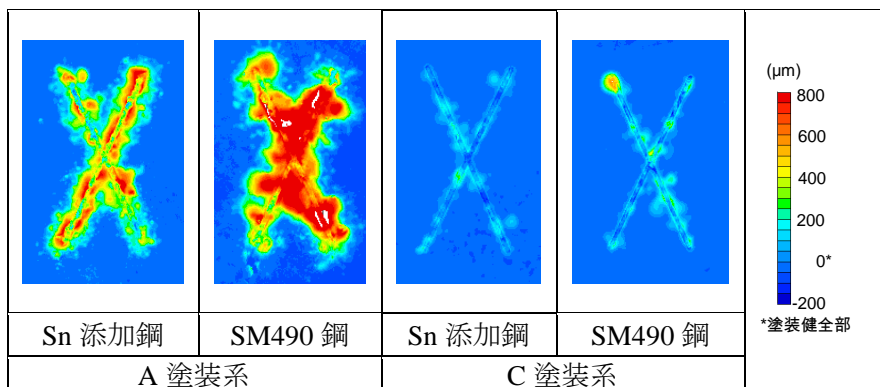 (μm)
800
600
400
200
0*
-200
*塗装健全部
Sn 添加鋼
SM490 鋼
Sn 添加鋼
SM490 鋼
A 塗装系
C 塗装系